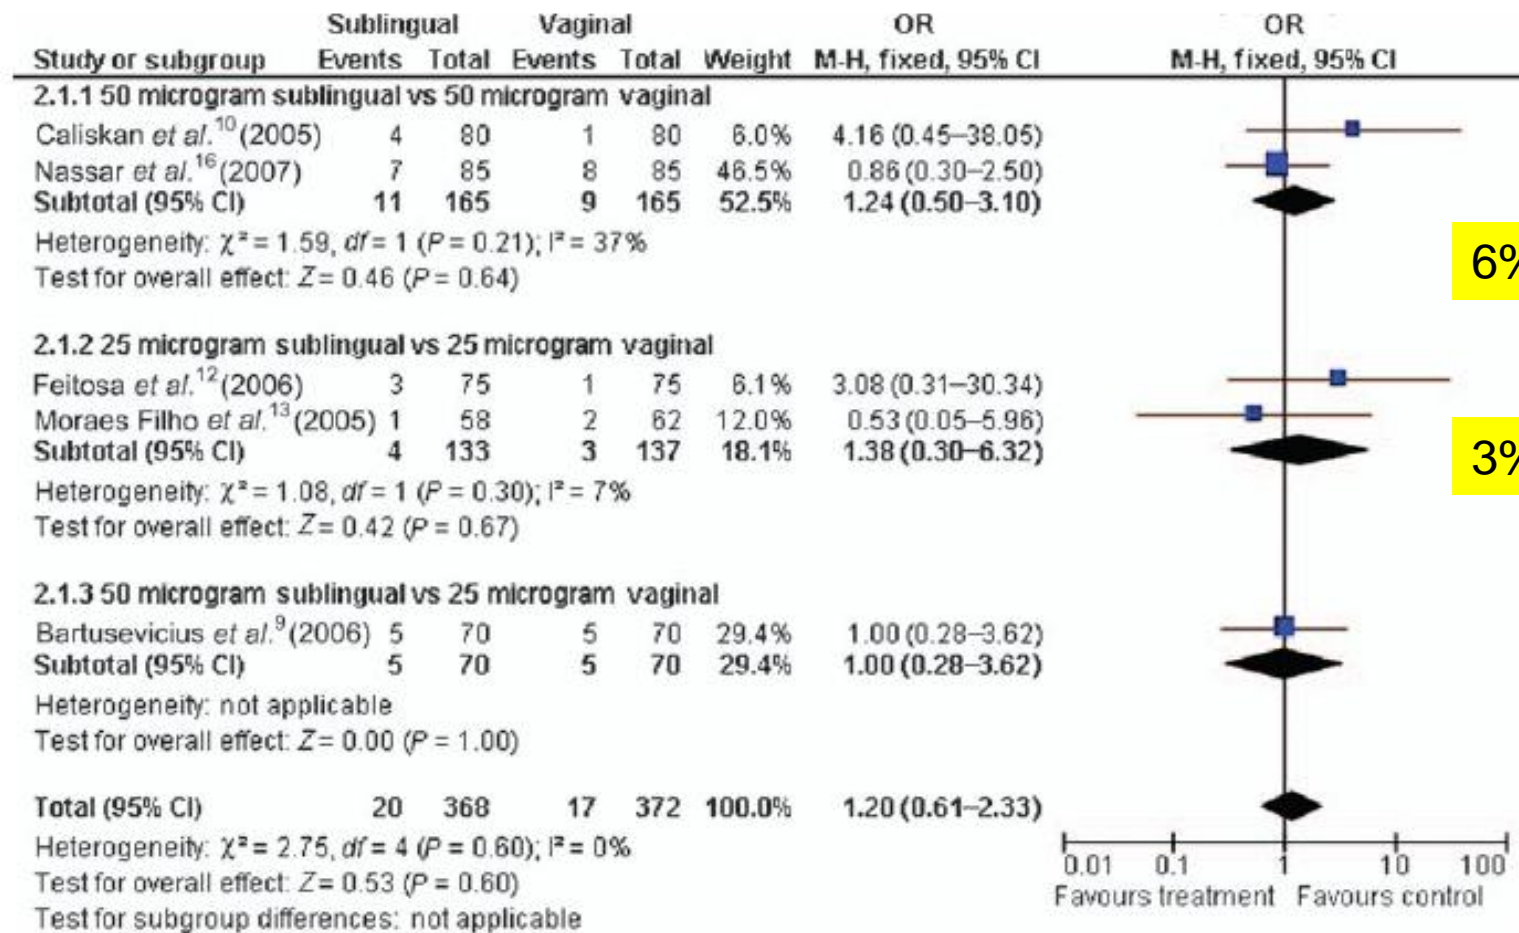 Sublingual Vaginal OR OR
Study or subgroup Events Total Events Total Weight M-H, fixed, 95% CI M-H, fixed, 95% CI
2.1.1 50 microgram sublingual vs 50 microgram vaginal
Caliskan et al.10 (2005) 4 80 1 80 6.0% 4.16 (0.45–38.05)
Nassar et al.16 (2007) 7 85 8 85 46.5% 0.86 (0.30–2.50)
Subtotal (95% CI) 11 165 9 165 52.5% 1.24 (0.50–3.10)
Heterogeneity: χ² = 1.59, df = 1 (P = 0.21); I² = 37%
6%
Test for overall effect: Z = 0.46 (P = 0.64)
2.1.2 25 microgram sublingual vs 25 microgram vaginal
Feitosa et al.12 (2006) 3 75 1 75 6.1% 3.08 (0.31–30.34)
Moraes Filho et al.13 (2005) 1 58 2 62 12.0% 0.53 (0.05–5.96)
Subtotal (95% CI) 4 133 3 137 18.1% 1.38 (0.30–6.32)
3%
Heterogeneity: χ² = 1.08, df = 1 (P = 0.30); I² = 7%
Test for overall effect: Z = 0.42 (P = 0.67)
2.1.3 50 microgram sublingual vs 25 microgram vaginal
Bartusevicius et al.9 (2006) 5 70 5 70 29.4% 1.00 (0.28–3.62)
Subtotal (95% CI) 5 70 5 70 29.4% 1.00 (0.28–3.62)
Heterogeneity: not applicable
Test for overall effect: Z = 0.00 (P = 1.00)
Total (95% CI) 20 368 17 372 100.0% 1.20 (0.61–2.33)
Heterogeneity: χ² = 2.75, df = 4 (P = 0.60); I² = 0%
0.01 0.1 1 10 100
Test for overall effect: Z = 0.53 (P = 0.60)
Favours treatment Favours control
Test for subgroup differences: not applicable